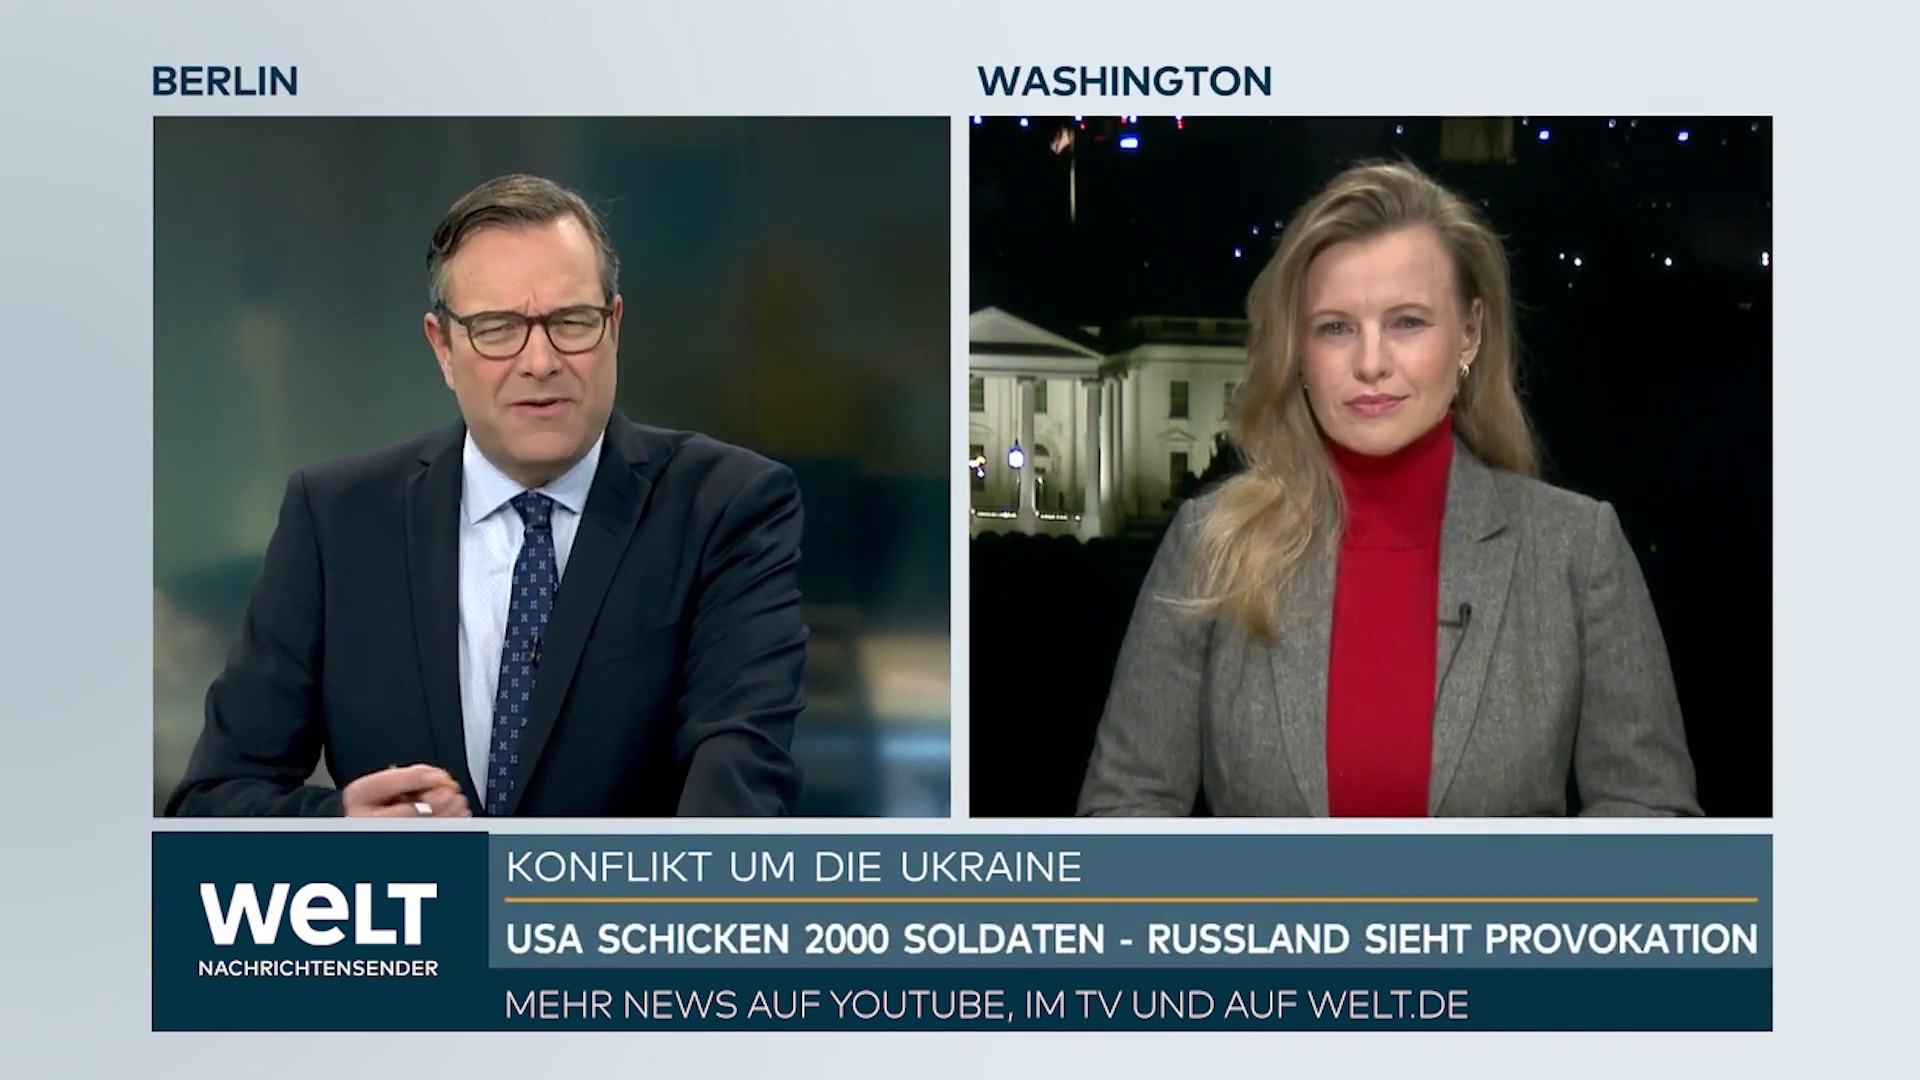 BERLIN
WASHINGTON
KONFLIKT UM DIE UKRAINE
USA SCHICKEN 2000 SOLDATEN - RUSSLAND SIEHT PROVOKATION
WELT
NACHRICHTENSENDER
MEHR NEWS AUF YOUTUBE, IM TV UND AUF WELT.DE